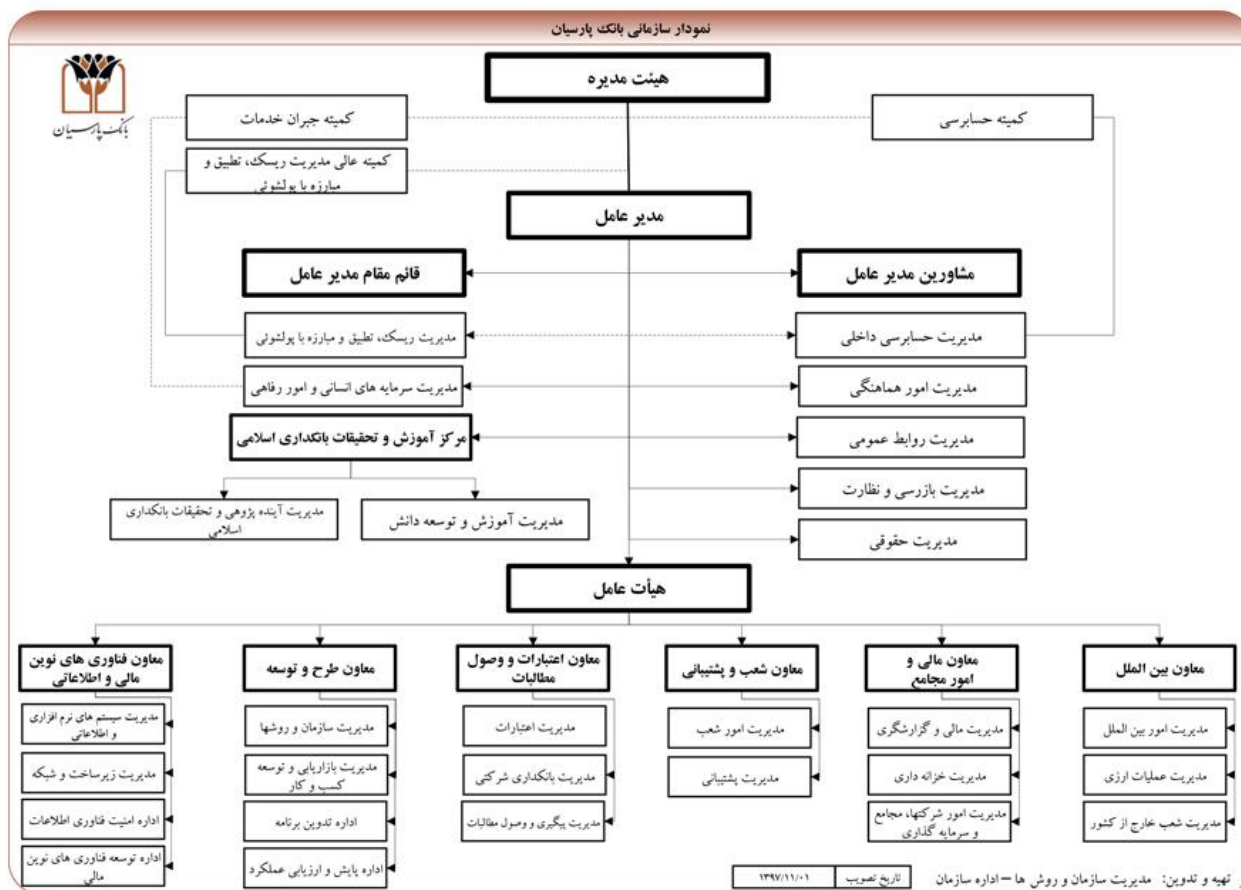 نمودار سازمانی بانک پارسیان
بانک پارسیان
هیئت مدیره
کمیته حسابرسی
کمیته جبران خدمات
کمیته عالی مدیریت ریسک، تطبیق و
مبارزه با پولشوئی
مدیر عامل
مشاورین مدیر عامل
قائم مقام مدیر عامل
مدیریت حسابرسی داخلی
مدیریت ریسک، تطبیق و مبارزه با پولشوئی
مدیریت امور هماهنگی
مدیریت سرمایه های انسانی و امور رفاهی
مدیریت روابط عمومی
مرکز آموزش و تحقیقات بانکداری اسلامی
مدیریت بازرسی و نظارت
مدیریت آموزش و توسعه دانش
مدیریت آینده پژوهی و تحقیقات بانکداری
اسلامی
مدیریت حقوقی
هیأت عامل
معاون بین الملل
مدیریت امور بین الملل
مدیریت عملیات ارزی
مدیریت شعب خارج از کشور
معاون مالی و
امور مجامع
مدیریت مالی و گزارشگری
مدیریت خزانه داری
مدیریت امور شرکتها، مجامع
و سرمایه گذاری
معاون شعب و پشتیبانی
مدیریت امور شعب
مدیریت پشتیبانی
معاون اعتبارات و وصول
مطالبات
مدیریت اعتبارات
مدیریت بانکداری شرکتی
مدیریت پیگیری و وصول مطالبات
معاون طرح و توسعه
مدیریت سازمان و روشها
مدیریت بازاریابی و توسعه
کسب و کار
اداره تدوین برنامه
اداره پایش و ارزیابی عملکرد
معاون فناوری های نوین
مالی و اطلاعاتی
مدیریت سیستم های نرم افزاری
و اطلاعاتی
مدیریت زیرساخت و شبکه
اداره امنیت فناوری اطلاعات
اداره توسعه فناوری های نوین
مالی
تهیه و تدوین: مدیریت سازمان و روش ها – اداره سازمان
تاریخ تصویب
۱۳۹۷/۱۱/۰۱